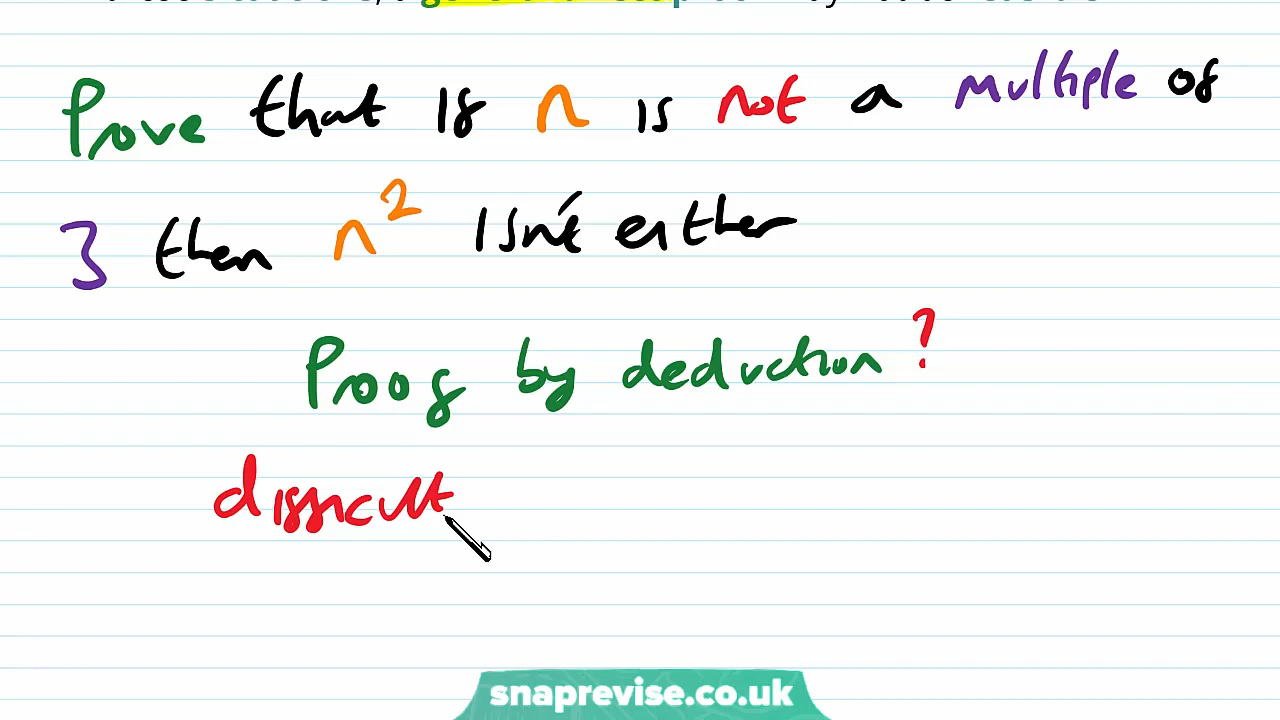 Prove that if n is not a multiple of
3 then n² isn't either
Proof by deduction?
difficult
snaprevise.co.uk